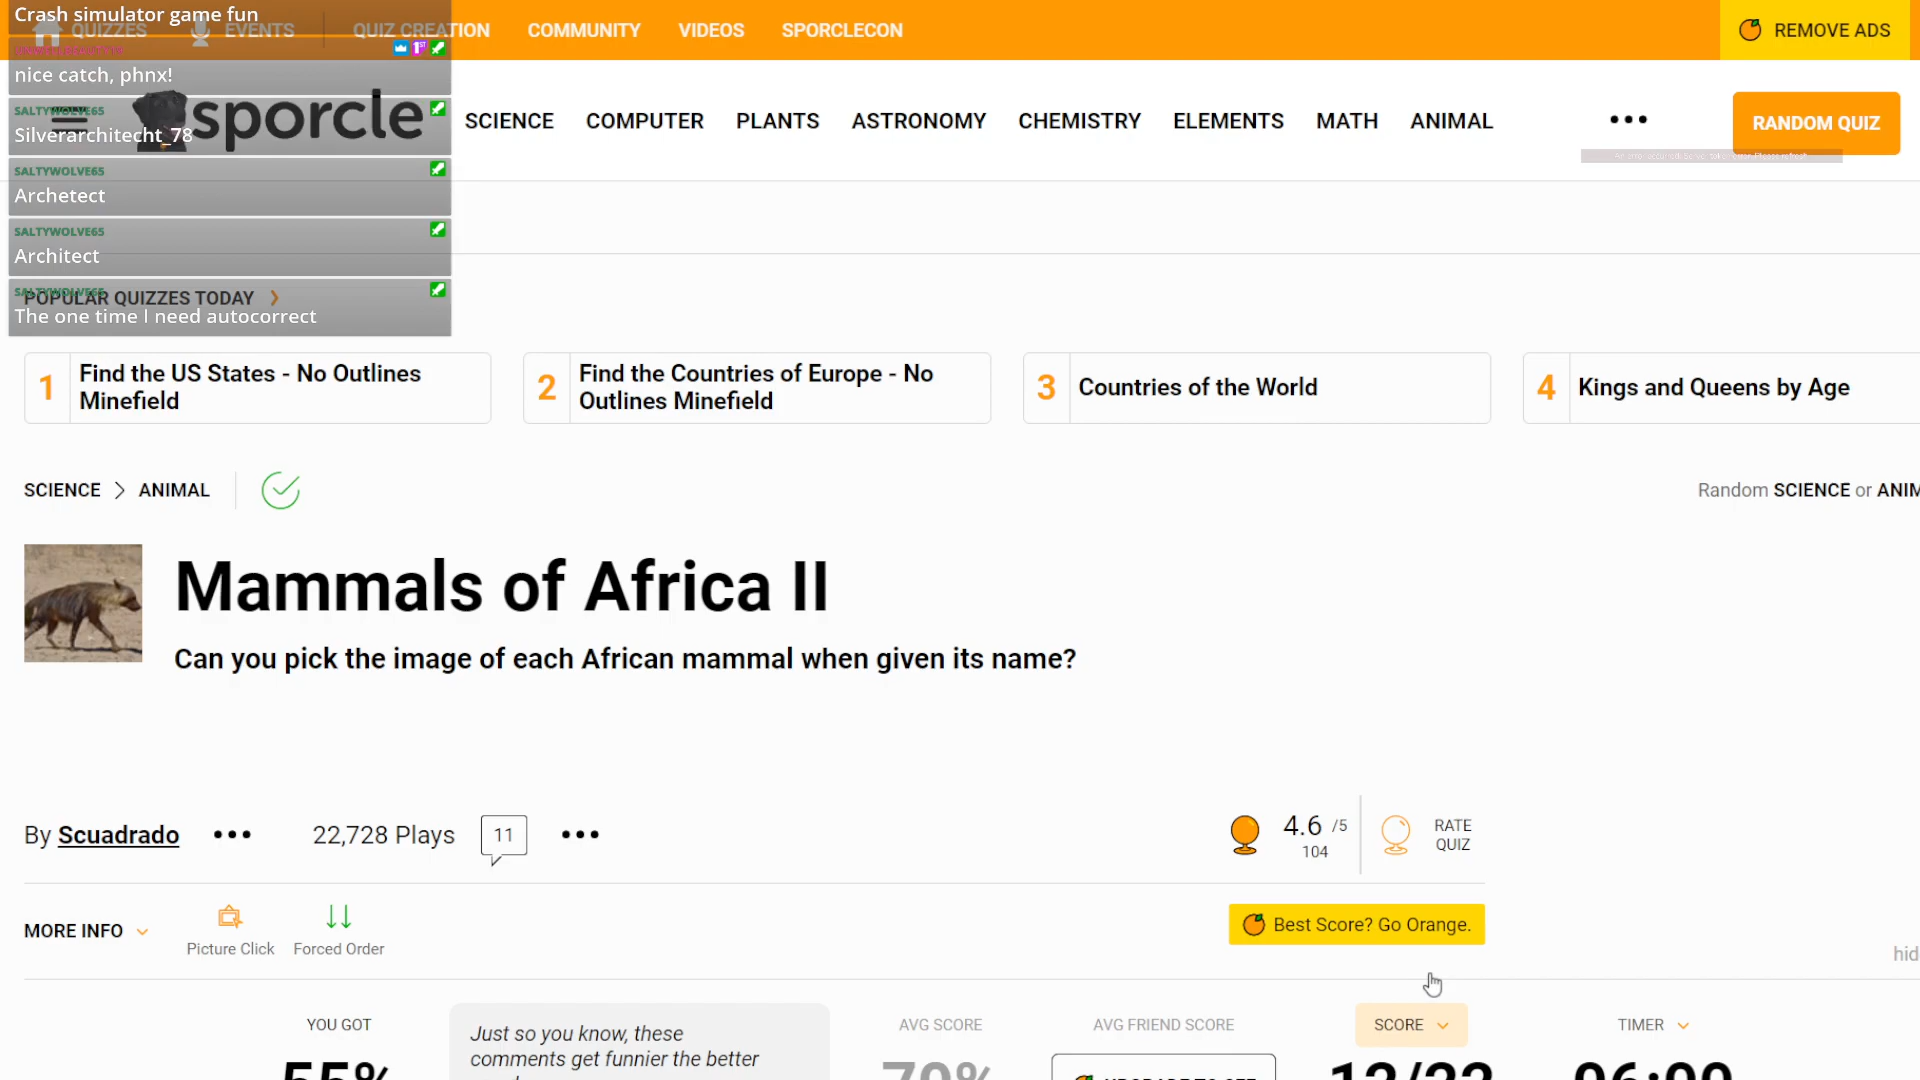 Crash simulator game fun
QUIZZES
EVENTS
QUIZ CREATION
COMMUNITY
VIDEOS
SPORCLECON
REMOVE ADS
nice catch, phnx!
SALTYWOLVE65
Silverarchitecht_78
sporcle
SCIENCE
COMPUTER
PLANTS
ASTRONOMY
CHEMISTRY
ELEMENTS
MATH
ANIMAL
RANDOM QUIZ
SALTYWOLVE65
Archetect
SALTYWOLVE65
Architect
SALTYWOLVE65
POPULAR QUIZZES TODAY
The one time I need autocorrect
1
Find the US States - No Outlines
Minefield
2
Find the Countries of Europe - No
Outlines Minefield
3
Countries of the World
4
Kings and Queens by Age
SCIENCE > ANIMAL
Random SCIENCE or ANIM
Mammals of Africa II
Can you pick the image of each African mammal when given its name?
By Scuadrado
22,728 Plays
11
4.6 /5
104
RATE
QUIZ
MORE INFO
Picture Click
Forced Order
Best Score? Go Orange.
hid
YOU GOT
55%
Just so you know, these
comments get funnier the better
AVG SCORE
AVG FRIEND SCORE
SCORE
TIMER